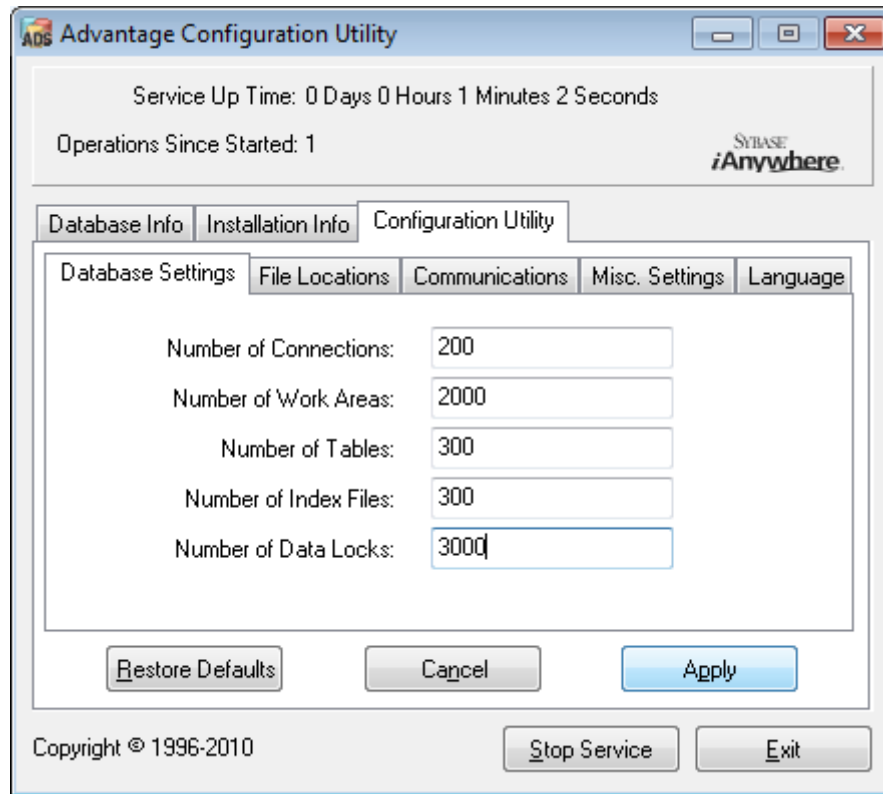 ADS Advantage Configuration Utility
Service Up Time: 0 Days 0 Hours 1 Minutes 2 Seconds
Operations Since Started: 1
SYBASE
iAnywhere.
Database Info Installation Info Configuration Utility
Database Settings File Locations Communications Misc. Settings Language
Number of Connections: 200
Number of Work Areas: 2000
Number of Tables: 300
Number of Index Files: 300
Number of Data Locks: 3000
Restore Defaults Cancel Apply
Copyright © 1996-2010 Stop Service Exit